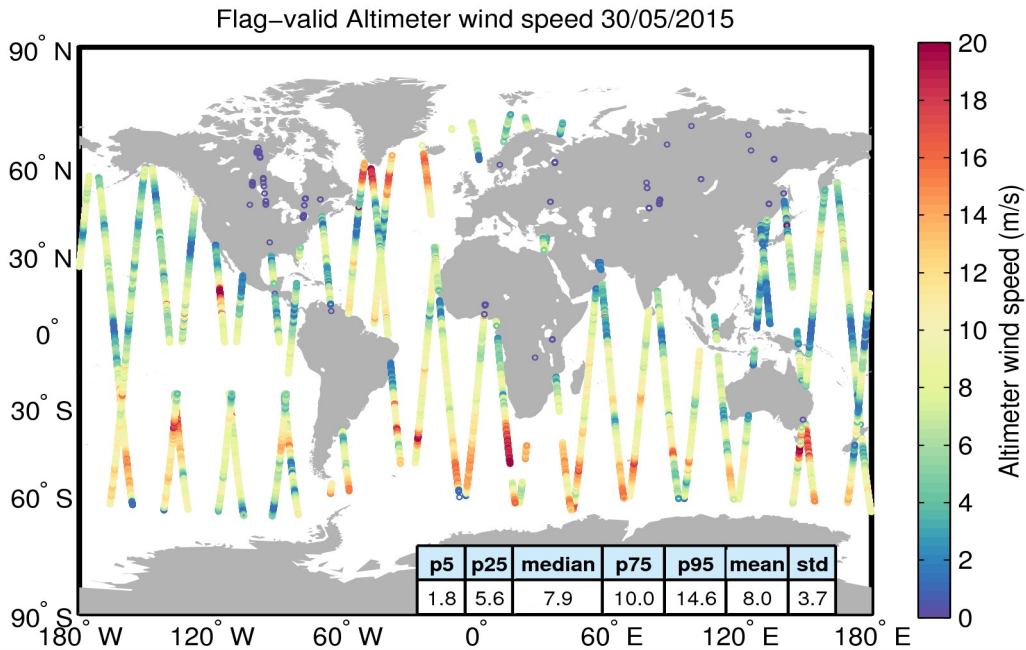 Flag−valid Altimeter wind speed 30/05/2015
90° N
60° N
30° N
0°
30° S
60° S
90° S
180° W 120° W 60° W 0° 60° E 120° E 180° E
p5 p25 median p75 p95 mean std
1.8 5.6 7.9 10.0 14.6 8.0 3.7
20
18
16
14
12
10
8
6
4
2
0
Altimeter wind speed (m/s)